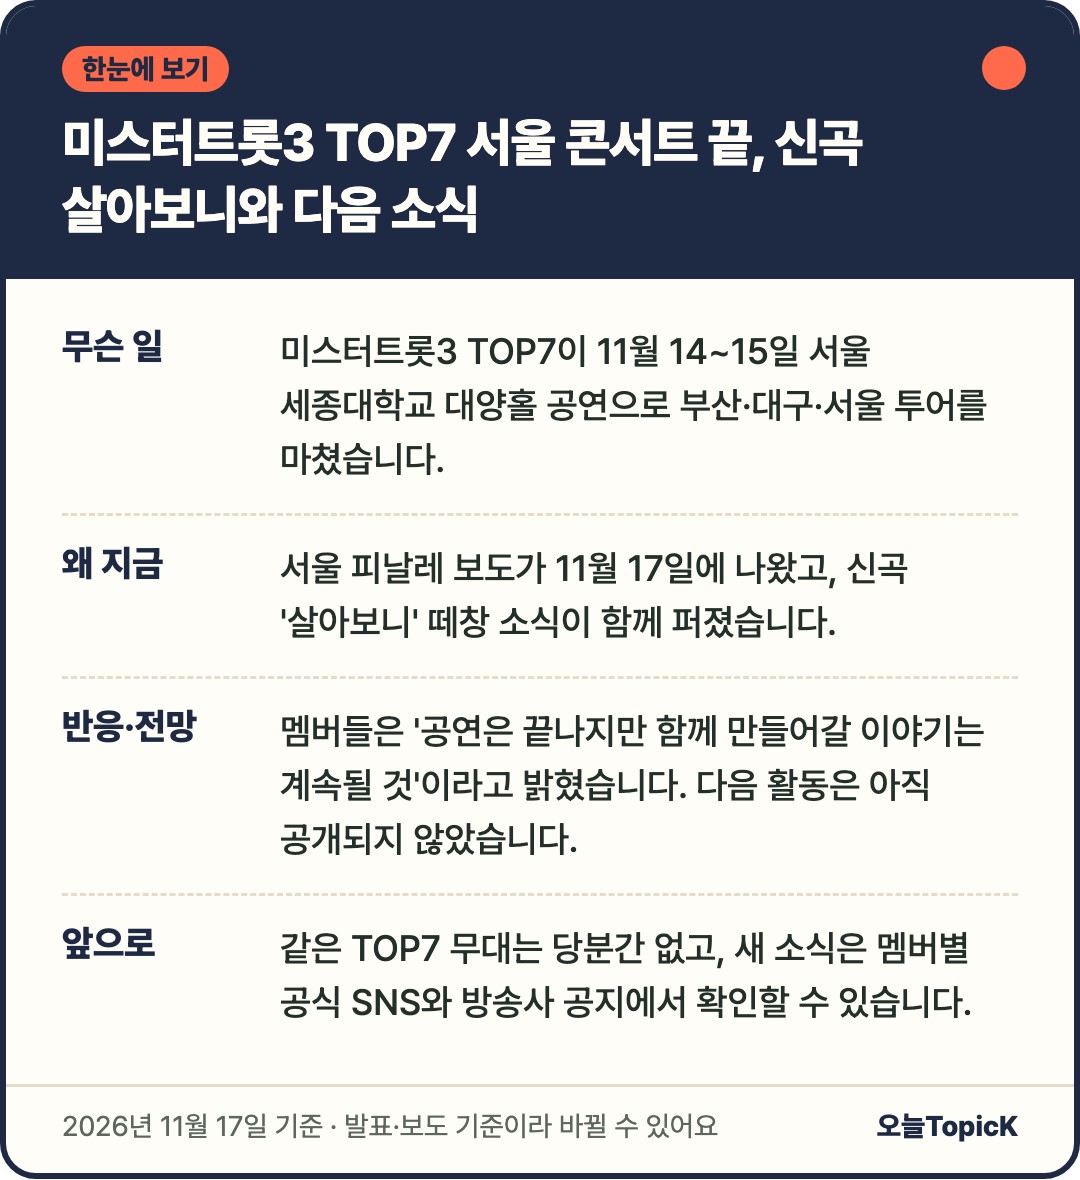 한눈에 보기
미스터트롯3 TOP7 서울 콘서트 끝, 신곡
살아보니와 다음 소식
무슨 일
미스터트롯3 TOP7이 11월 14~15일 서울
세종대학교 대양홀 공연으로 부산·대구·서울 투어를
마쳤습니다.
왜 지금
서울 피날레 보도가 11월 17일에 나왔고, 신곡
'살아보니' 떼창 소식이 함께 퍼졌습니다.
반응·전망
멤버들은 '공연은 끝나지만 함께 만들어갈 이야기는
계속될 것'이라고 밝혔습니다. 다음 활동은 아직
공개되지 않았습니다.
앞으로
같은 TOP7 무대는 당분간 없고, 새 소식은 멤버별
공식 SNS와 방송사 공지에서 확인할 수 있습니다.
2026년 11월 17일 기준 · 발표·보도 기준이라 바뀔 수 있어요
오늘TopicK